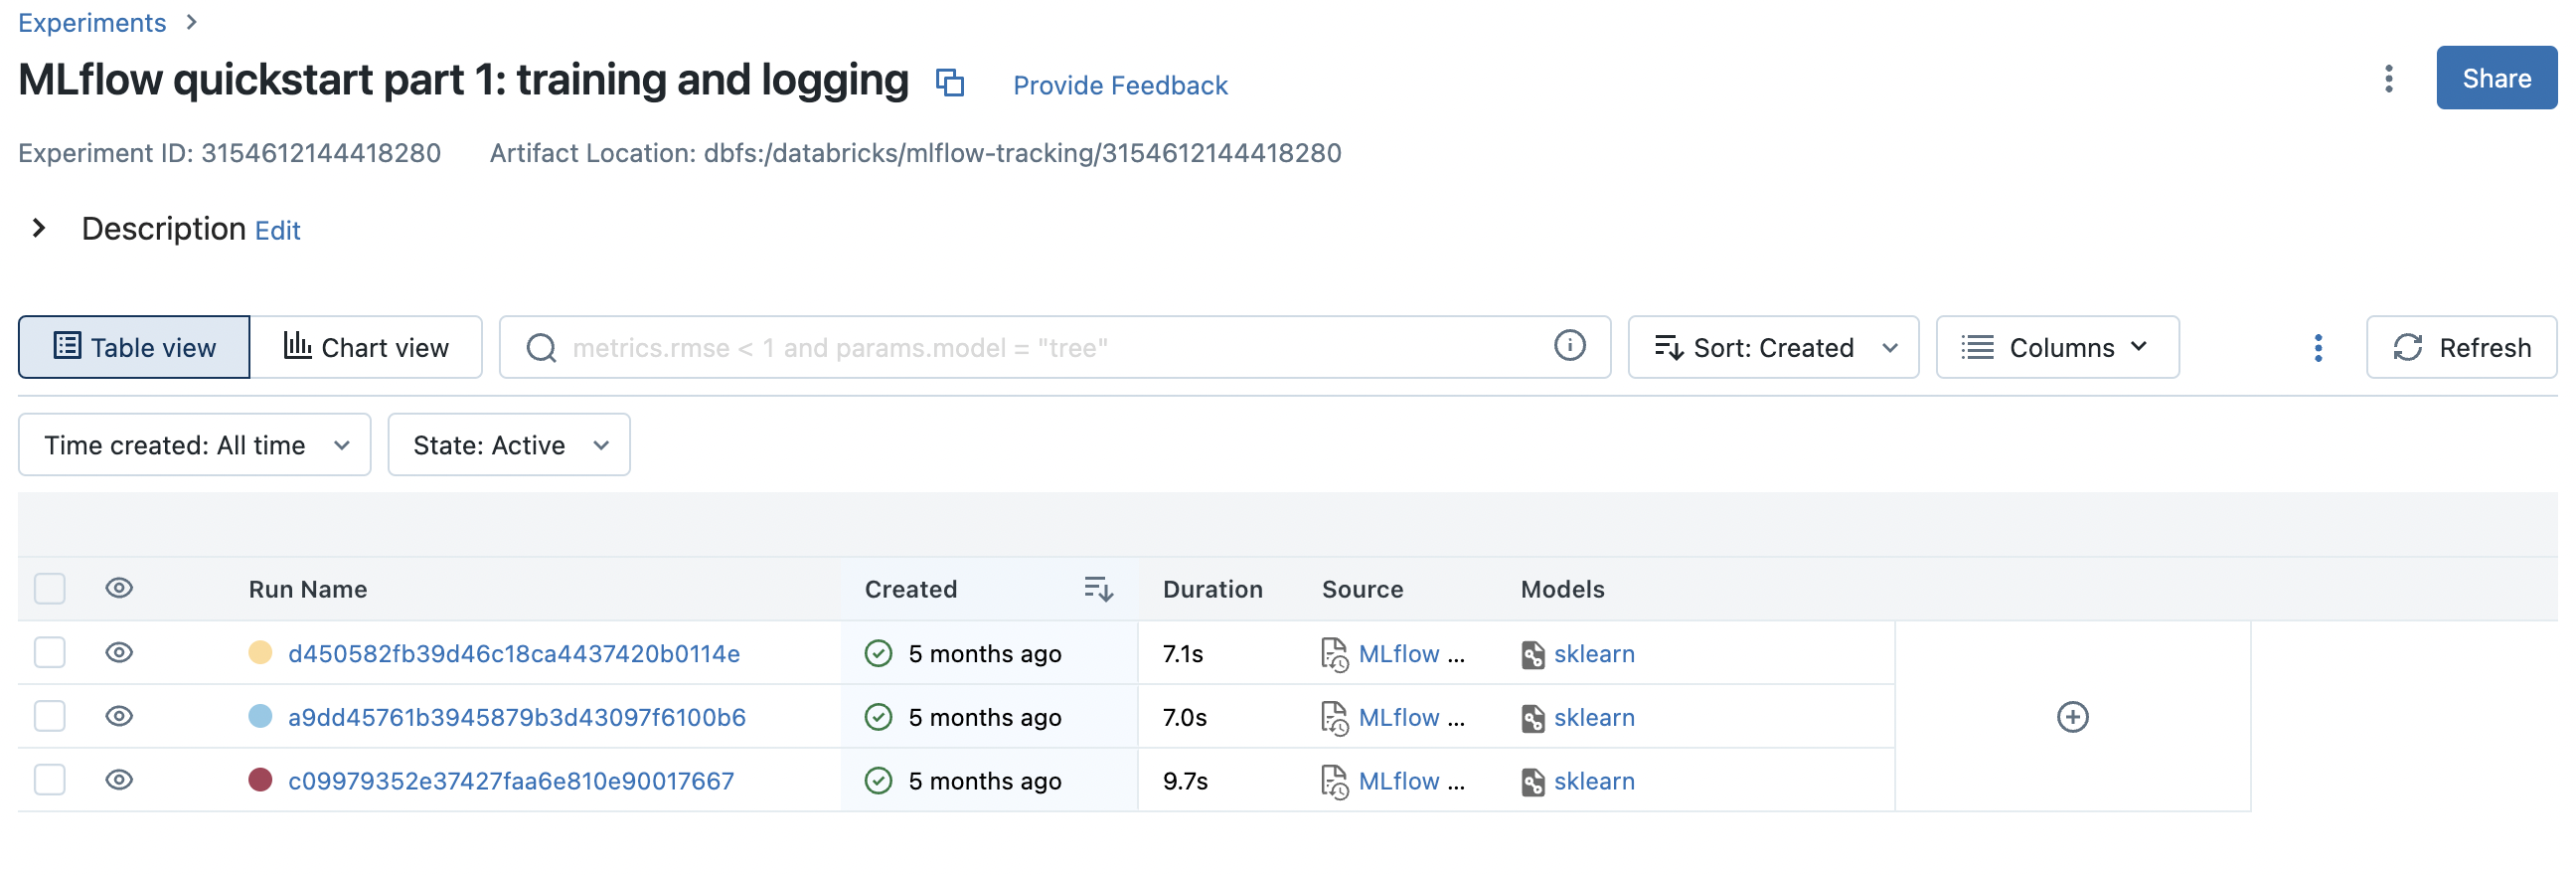 Experiments
MLflow quickstart part 1: training and logging Provide Feedback Share
Experiment ID: 3154612144418280 Artifact Location: dbfs:/databricks/mlflow-tracking/3154612144418280
Description Edit
Table view Chart view metrics.rmse < 1 and params.model = "tree" Sort: Created Columns Refresh
Time created: All time State: Active
Run Name Created Duration Source Models
d450582fb39d46c18ca4437420b0114e 5 months ago 7.1s MLflow ... sklearn
a9dd45761b3945879b3d43097f6100b6 5 months ago 7.0s MLflow ... sklearn
c09979352e37427faa6e810e90017667 5 months ago 9.7s MLflow ... sklearn